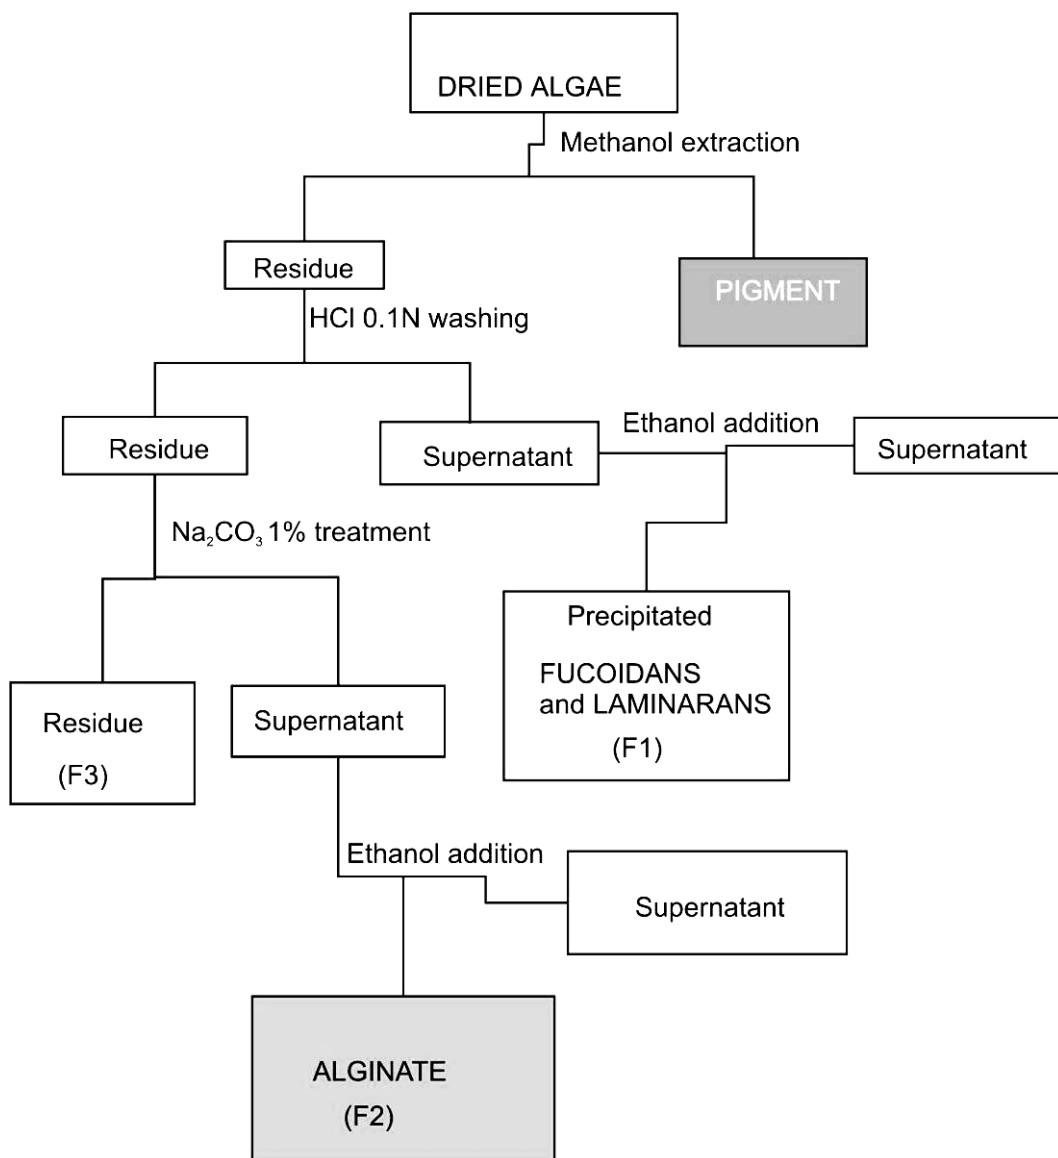 DRIED ALGAE
Methanol extraction
Residue
PIGMENT
HCl 0.1N washing
Residue
Supernatant
Ethanol addition
Supernatant
Na₂CO₃ 1% treatment
Precipitated
FUCOIDANS
and LAMINARANS
(F1)
Residue
(F3)
Supernatant
Ethanol addition
Supernatant
ALGINATE
(F2)